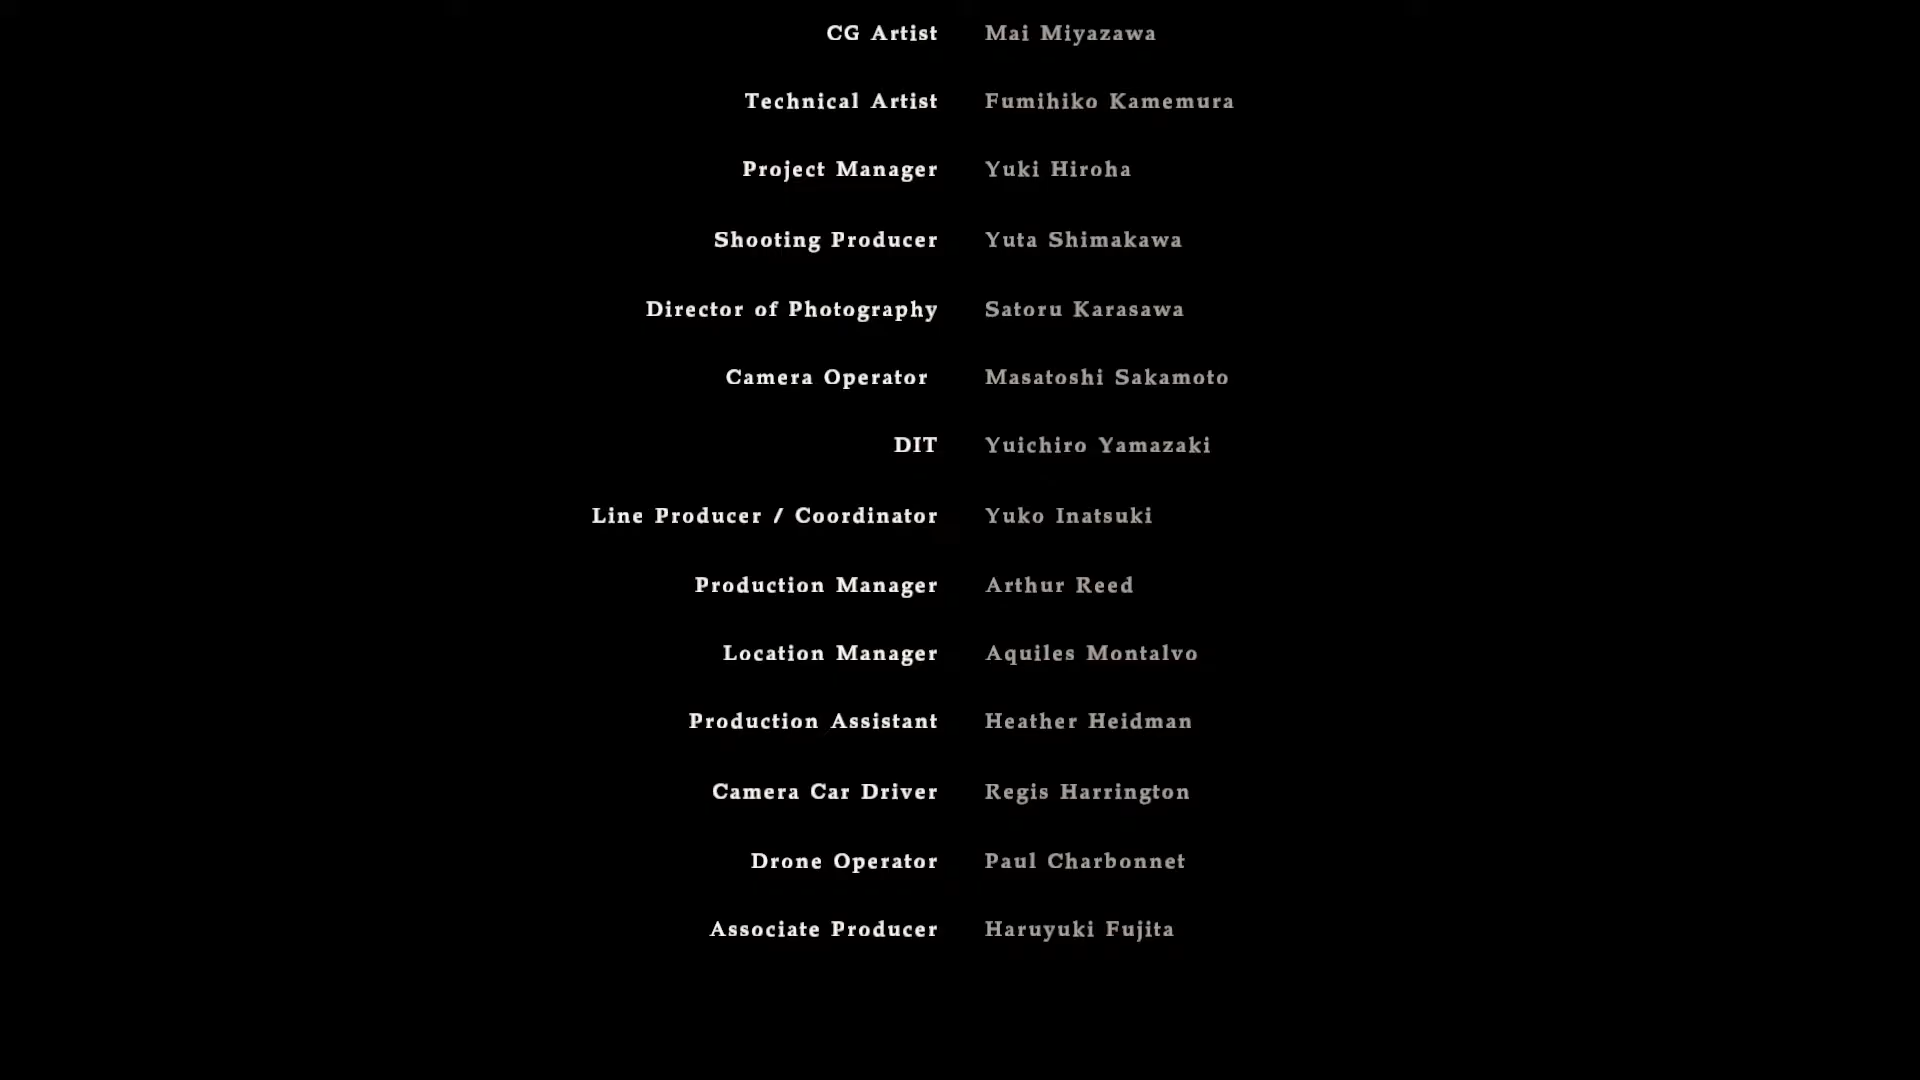 CG Artist Mai Miyazawa
Technical Artist Fumihiko Kamemura
Project Manager Yuki Hiroha
Shooting Producer Yuta Shimakawa
Director of Photography Satoru Karasawa
Camera Operator Masatoshi Sakamoto
DIT Yuichiro Yamazaki
Line Producer / Coordinator Yuko Inatsuki
Production Manager Arthur Reed
Location Manager Aquiles Montalvo
Production Assistant Heather Heidman
Camera Car Driver Regis Harrington
Drone Operator Paul Charbonnet
Associate Producer Haruyuki Fujita